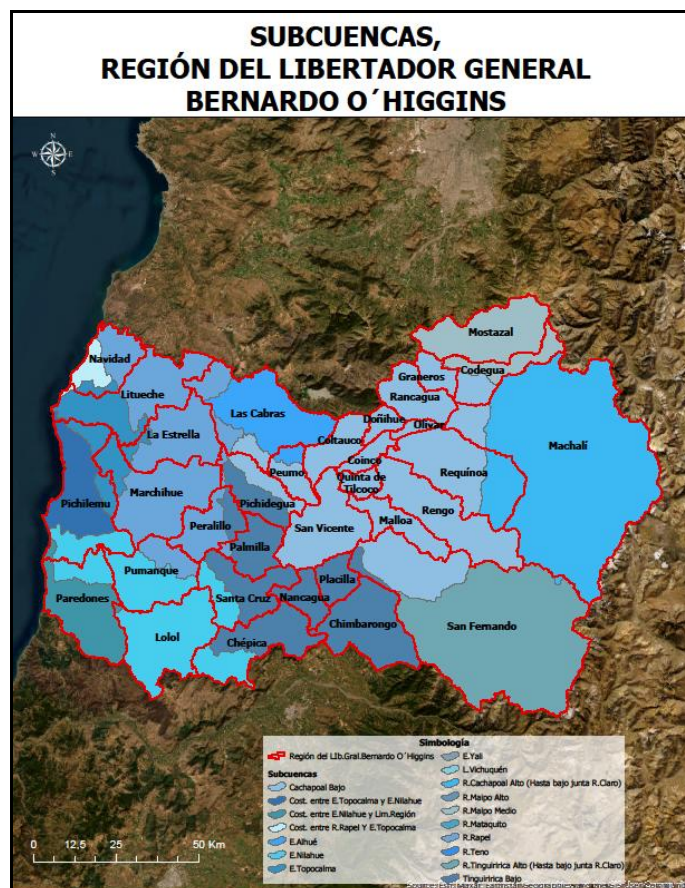 SUBCUENCAS,
REGIÓN DEL LIBERTADOR GENERAL
BERNARDO O´HIGGINS
N
W E
S
Mostazal
Navidad
Codegua
Graneros
Litueche
Rancagua
Las Cabras
Doñihue
Olivar
La Estrella
Coltauco
Machalí
Coinco
Peumo
Requínoa
Quinta de
Tilcoco
Marchihue
Pichilemu
Pichidegua
Rengo
Peralillo
San Vicente
Malloa
Palmilla
Pumanque
Placilla
Paredones
Santa Cruz
Nancagua
Chimbarongo
San Fernando
Lolol
Chépica
Simbología
Región del LIb.Gral.Bernardo O´Higgins
Subcuencas
Cachapoal Bajo
Cost. entre E.Topocalma y E.Nilahue
Cost. entre E.Nilahue y Lim.Región
Cost. entre R.Rapel Y E.Topocalma
E.Alhué
E.Nilahue
E.Topocalma
E.Yali
L.Vichuquén
R.Cachapoal Alto (Hasta bajo junta R.Claro)
R.Maipo Alto
R.Maipo Medio
R.Mataquito
R.Rapel
R.Teno
R.Tinguiririca Alto (Hasta bajo junta R.Claro)
Tinguiririca Bajo
0 12,5 25 50 Km